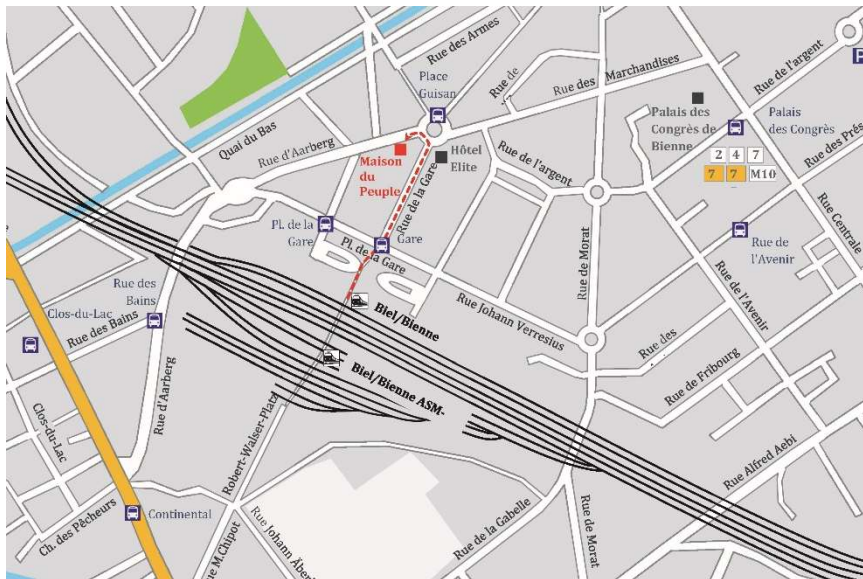 Rue des Armes
Place
Guisan
Rue de
Rue des Marchandises
Rue de l'argent
P
Palais des
Congrès de
Bienne
Palais
des Congrès
2 4 7
7 7 M10
Rue des Prés
Quai du Bas
Rue d'Aarberg
Maison
du
Peuple
Hôtel
Elite
Rue de l'argent
Rue de la Gare
Pl. de la
Gare
Gare
Pl. de la Gare
Rue de Morat
Rue de
l'Avenir
Rue Centrale
Rue de l'Avenir
Rue des
Bains
Clos-du-Lac
Rue des Bains
Biel/Bienne
Rue Johann Verresius
Rue des
Rue de Fribourg
Biel/Bienne ASM-
Rue d'Aarberg
Clos-du-Lac
Robert-Walser-Platz
Rue Alfred Aebi
Continental
Ch. des Pêcheurs
Rue M.Chipot
Rue Johann Äberli
Rue de la Gabelle
Rue de Morat